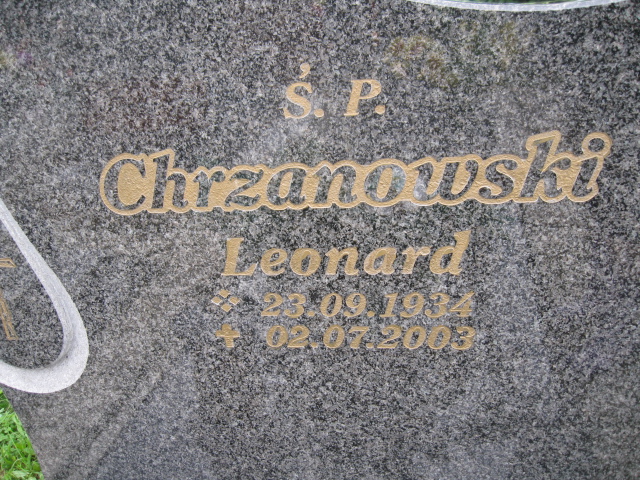 Ś. P.
Chrzanowski
Leonard
23.09.1934
02.07.2003